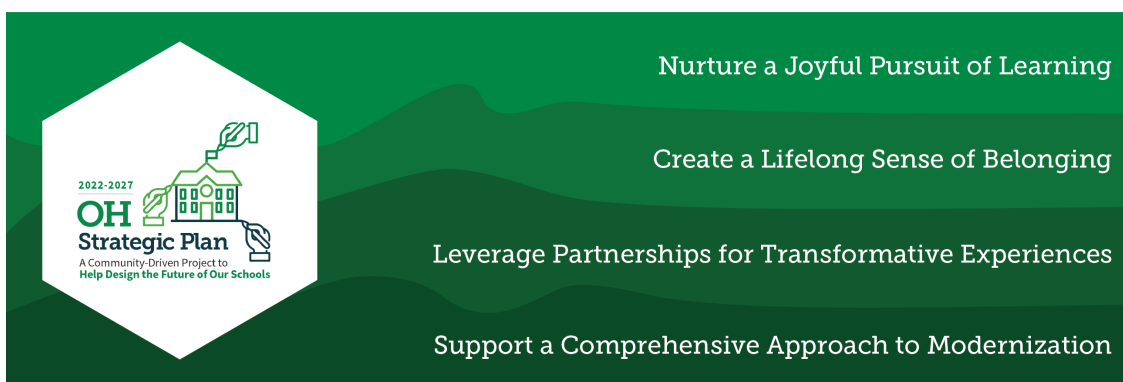 2022-2027
OH
Strategic Plan
A Community-Driven Project to
Help Design the Future of Our Schools
Nurture a Joyful Pursuit of Learning
Create a Lifelong Sense of Belonging
Leverage Partnerships for Transformative Experiences
Support a Comprehensive Approach to Modernization